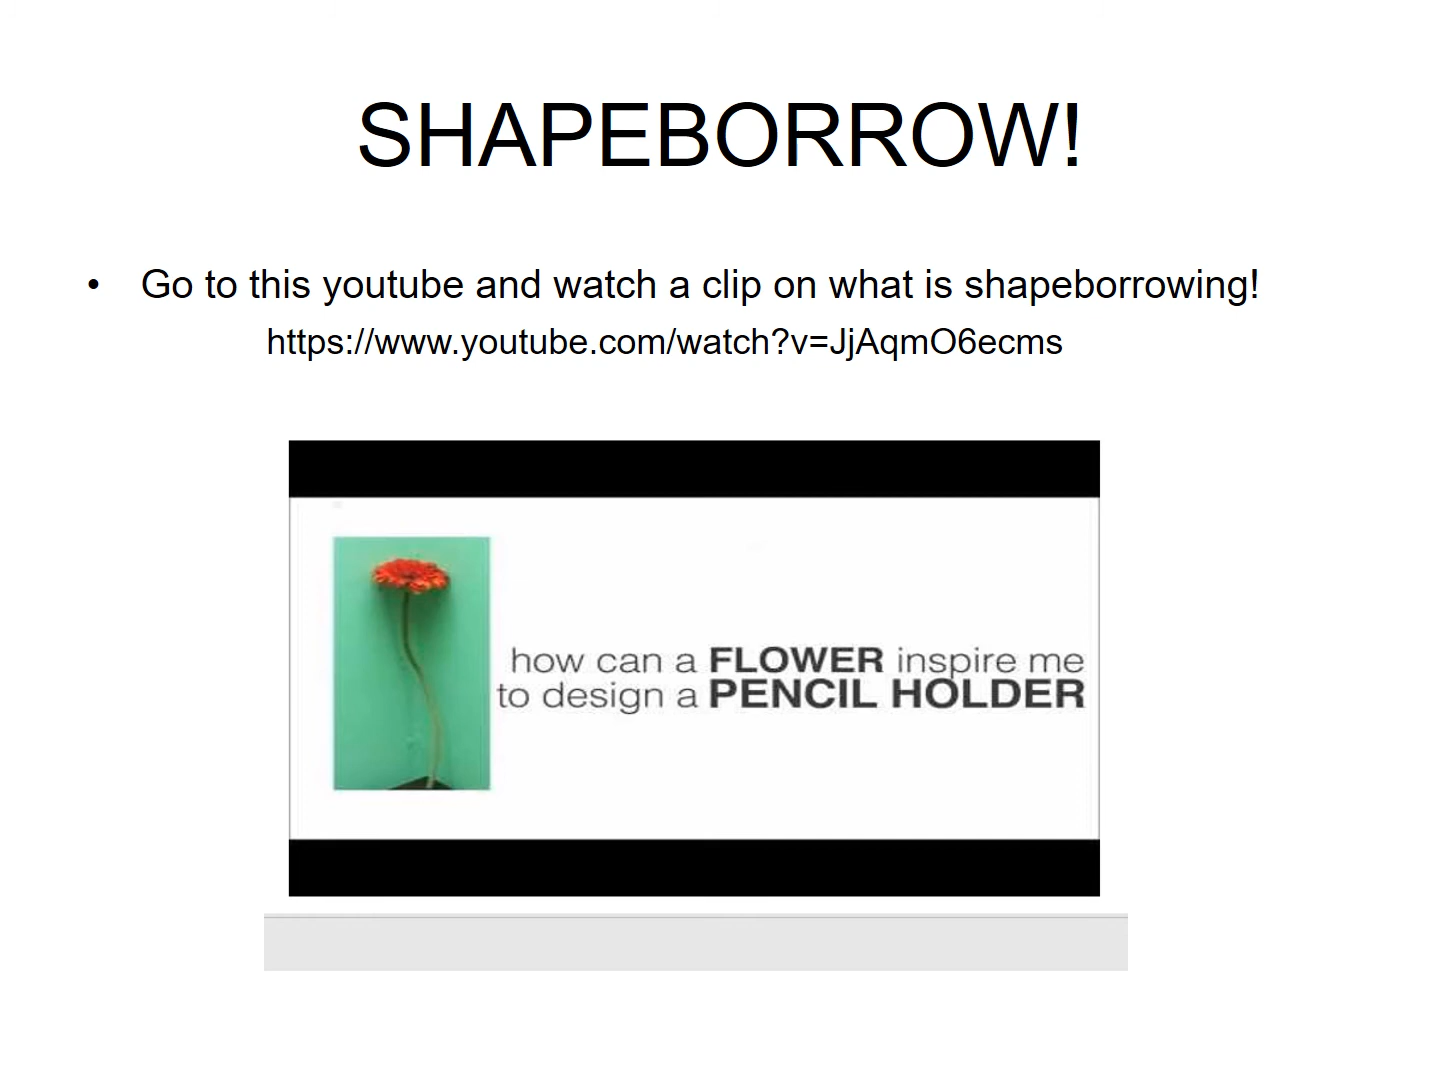 SHAPEBORROW!
• Go to this youtube and watch a clip on what is shapeborrowing!
https://www.youtube.com/watch?v=JjAqmO6ecms
how can a FLOWER inspire me
to design a PENCIL HOLDER